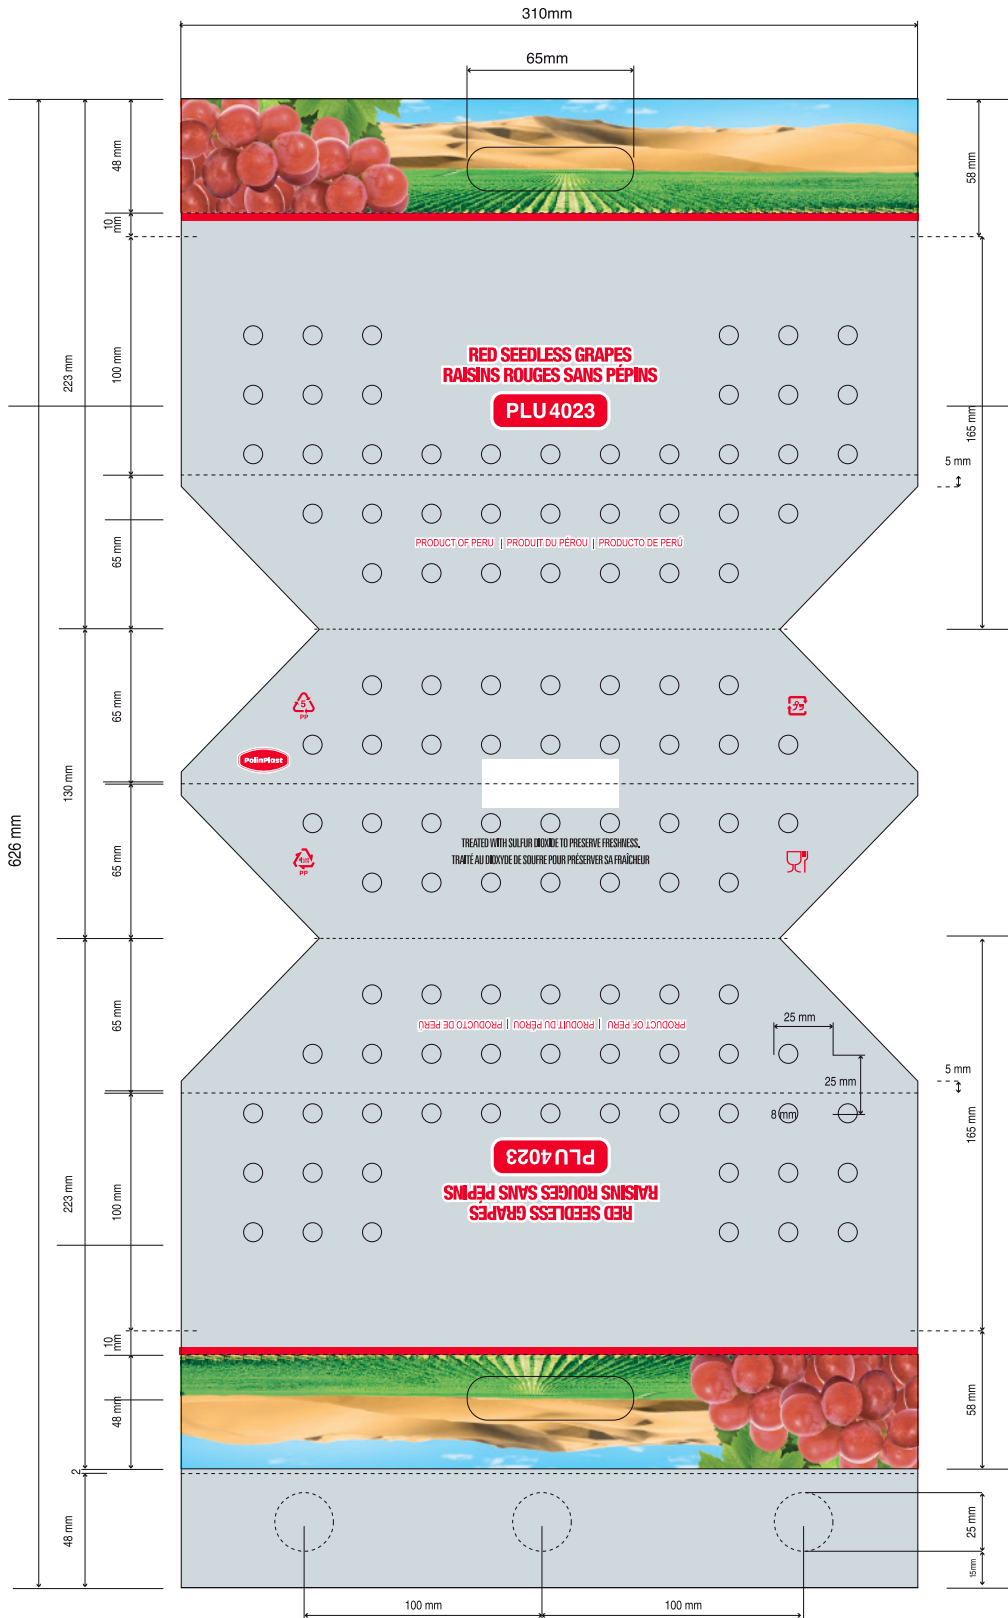 310mm
65mm
48 mm
58 mm
10 mm
RED SEEDLESS GRAPES
RAISINS ROUGES SANS PÉPINS
PLU 4023
223 mm
100 mm
165 mm
5 mm
PRODUCT OF PERU | PRODUIT DU PÉROU | PRODUCTO DE PERÚ
65 mm
65 mm
5
PP
PolinPlast
130 mm
626 mm
65 mm
TREATED WITH SULFUR DIOXIDE TO PRESERVE FRESHNESS.
TRAITÉ AU DIOXYDE DE SOUFRE POUR PRÉSERVER SA FRAÎCHEUR
PP
65 mm
PRODUCT OF PERU | PRODUIT DU PÉROU | PRODUCTO DE PERÚ
25 mm
25 mm
5 mm
8 mm
165 mm
PLU 4023
RAISINS ROUGES SANS PÉPINS
RED SEEDLESS GRAPES
223 mm
100 mm
10 mm
48 mm
58 mm
2
48 mm
25 mm
15mm
100 mm
100 mm